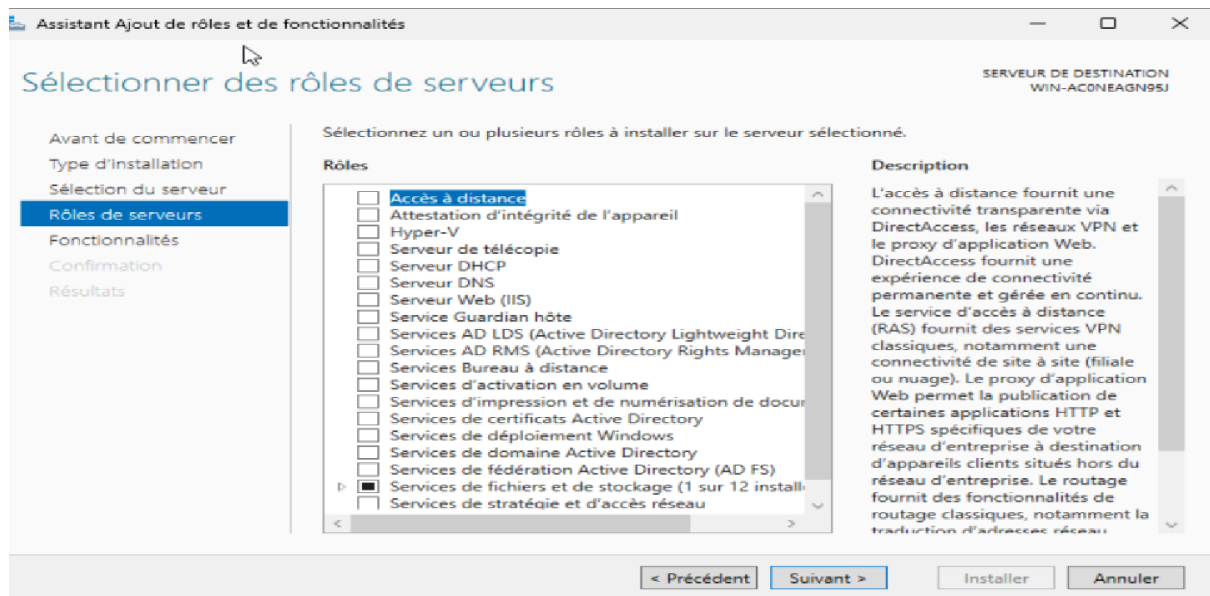 Assistant Ajout de rôles et de fonctionnalités
Sélectionner des rôles de serveurs
SERVEUR DE DESTINATION
WIN-AC0NEAGN95J
Avant de commencer
Type d'installation
Sélection du serveur
Rôles de serveurs
Fonctionnalités
Confirmation
Résultats
Sélectionnez un ou plusieurs rôles à installer sur le serveur sélectionné.
Rôles
Accès à distance
Attestation d'intégrité de l'appareil
Hyper-V
Serveur de télécopie
Serveur DHCP
Serveur DNS
Serveur Web (IIS)
Service Guardian hôte
Services AD LDS (Active Directory Lightweight Dire
Services AD RMS (Active Directory Rights Manage
Services Bureau à distance
Services d'activation en volume
Services d'impression et de numérisation de docu
Services de certificats Active Directory
Services de déploiement Windows
Services de domaine Active Directory
Services de fédération Active Directory (AD FS)
Services de fichiers et de stockage (1 sur 12 install
Services de stratégie et d'accès réseau
Description
L'accès à distance fournit une
connectivité transparente via
DirectAccess, les réseaux VPN et
le proxy d'application Web.
DirectAccess fournit une
expérience de connectivité
permanente et gérée en continu.
Le service d'accès à distance
(RAS) fournit des services VPN
classiques, notamment une
connectivité de site à site (filiale
ou nuage). Le proxy d'application
Web permet la publication de
certaines applications HTTP et
HTTPS spécifiques de votre
réseau d'entreprise à destination
d'appareils clients situés hors du
réseau d'entreprise. Le routage
fournit des fonctionnalités de
routage classiques, notamment la
traduction d'adresses réseau
< Précédent
Suivant >
Installer
Annuler